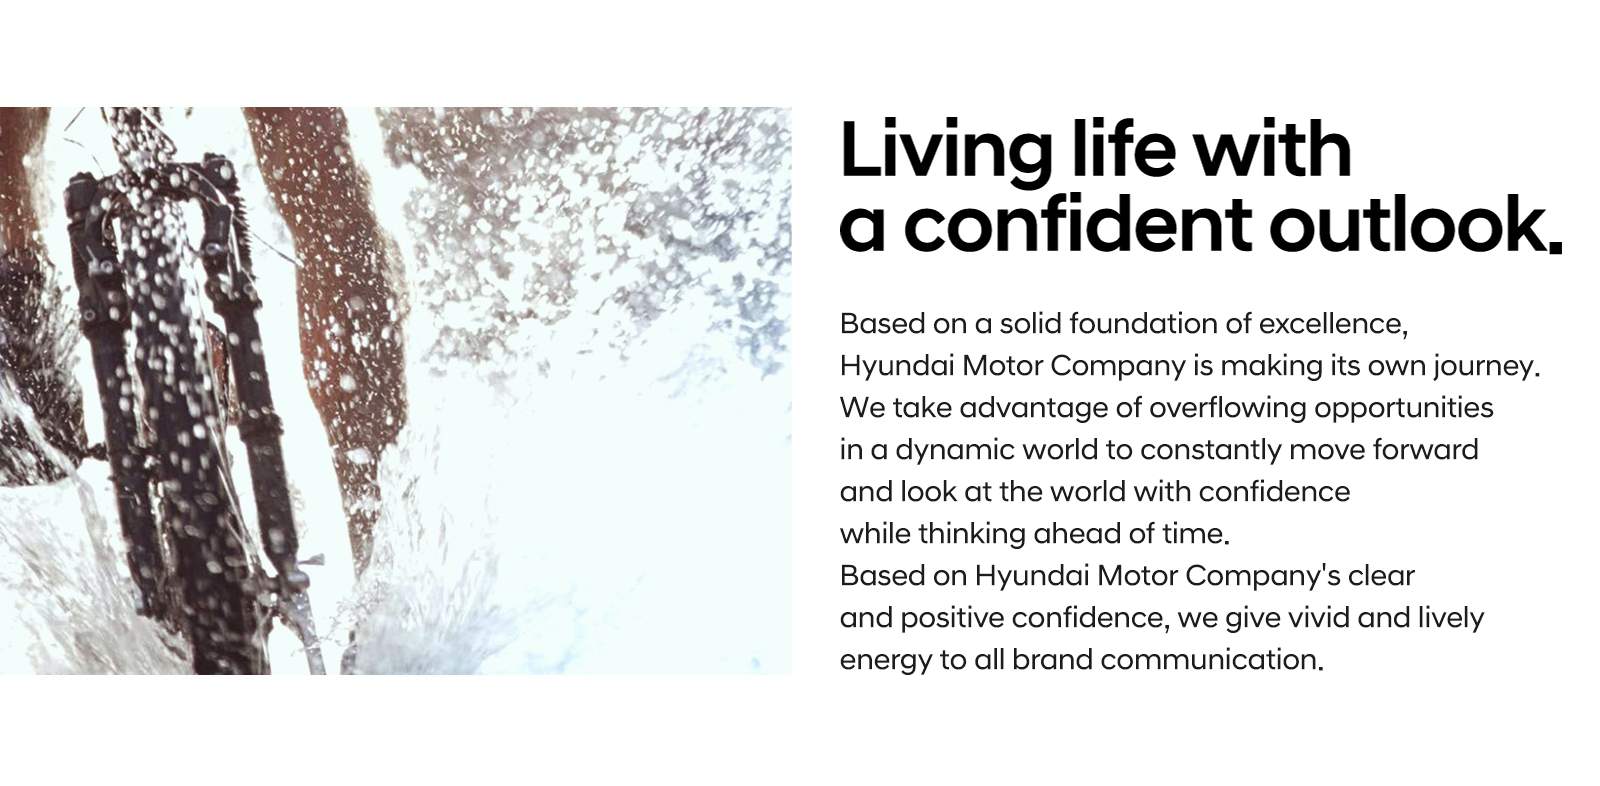 Living life with
a confident outlook.
Based on a solid foundation of excellence,
Hyundai Motor Company is making its own journey.
We take advantage of overflowing opportunities
in a dynamic world to constantly move forward
and look at the world with confidence
while thinking ahead of time.
Based on Hyundai Motor Company's clear
and positive confidence, we give vivid and lively
energy to all brand communication.